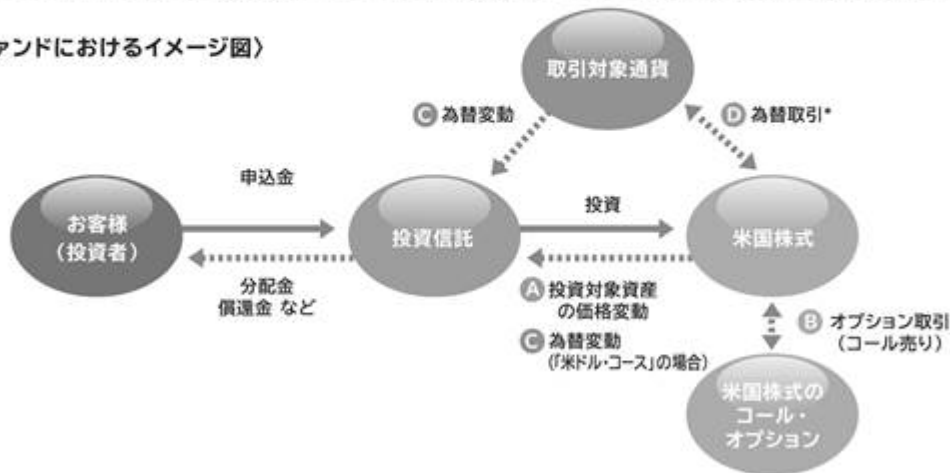 ァンドにおけるイメージ図〉
取引対象通貨
C 為替変動
D 為替取引*
申込金
投資
お客様
(投資者)
投資信託
米国株式
分配金
償還金 など
A 投資対象資産
の価格変動
C 為替変動
(「米ドル・コース」の場合)
B オプション取引
(コール売り)
米国株式の
コール・
オプション